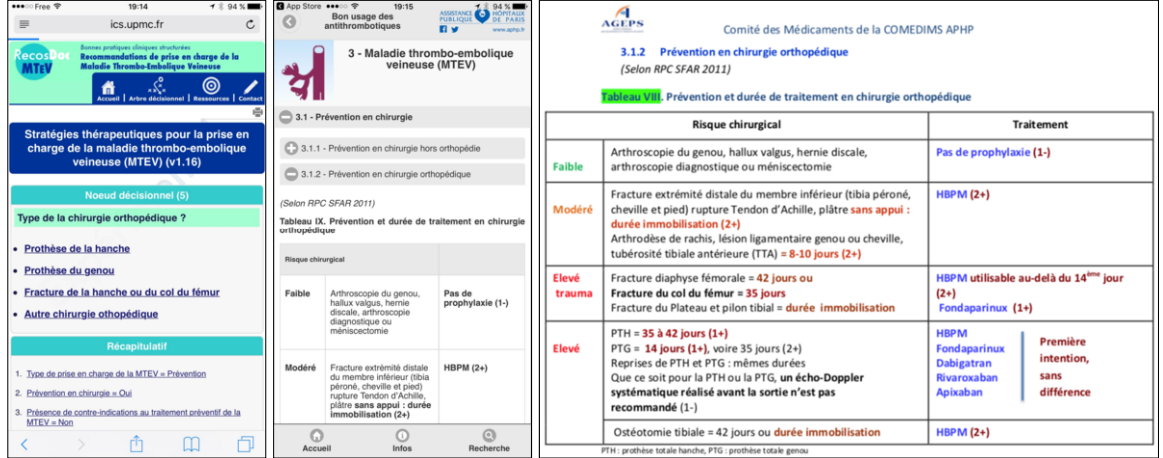 Free 19:14 94 %
ics.upmc.fr
RecosDoc
MTeV
Bonnes pratiques cliniques structurées
Recommandations de prise en charge de la
Maladie Thrombo-Embolique Veineuse
Accueil | Arbre décisionnel | Ressources | Contact
Stratégies thérapeutiques pour la prise en
charge de la maladie thrombo-embolique
veineuse (MTEV) (v1.16)
Noeud décisionnel (5)
Type de la chirurgie orthopédique ?
• Prothèse de la hanche
• Prothèse du genou
• Fracture de la hanche ou du col du fémur
• Autre chirurgie othopédique
Récapitulatif
1. Type de prise en charge de la MTEV = Prévention
2. Prévention en chirurgie = Oui
3. Présence de contre-indications au traitement préventif de la
MTEV = Non
App Store 19:15 94 %
Bon usage des
antithrombotiques
ASSISTANCE HÔPITAUX
PUBLIQUE DE PARIS
www.aphp.fr
3 - Maladie thrombo-embolique
veineuse (MTEV)
3.1 - Prévention en chirurgie
3.1.1 - Prévention en chirurgie hors orthopédie
3.1.2 - Prévention en chirurgie orthopédique
(Selon RPC SFAR 2011)
Tableau IX. Prévention et durée de traitement en chirurgie
orthopédique
Risque chirurgical
Faible
Arthroscopie du genou,
hallux valgus, hernie
discale, arthroscopie
diagnostique ou
méniscectomie
Pas de
prophylaxie (1-)
Modéré
Fracture extrémité distale
du membre inférieur (tibia
péroné, cheville et pied)
rupture Tendon d'Achille,
plâtre sans appui : durée
immobilisation (2+)
HBPM (2+)
Accueil Infos Recherche
AGEPS
Comité des Médicaments de la COMEDIMS APHP
3.1.2 Prévention en chirurgie orthopédique
(Selon RPC SFAR 2011)
Tableau VIII. Prévention et durée de traitement en chirurgie orthopédique
Risque chirurgical Traitement
Faible
Arthroscopie du genou, hallux valgus, hernie discale,
arthroscopie diagnostique ou méniscectomie
Pas de prophylaxie (1-)
Modéré
Fracture extrémité distale du membre inférieur (tibia péroné,
cheville et pied) rupture Tendon d'Achille, plâtre sans appui :
durée immobilisation (2+)
Arthrodèse de rachis, lésion ligamentaire genou ou cheville,
tubérosité tibiale antérieure (TTA) = 8-10 jours (2+)
HBPM (2+)
Elevé
trauma
Fracture diaphyse fémorale = 42 jours ou
Fracture du col du fémur = 35 jours
Fracture du Plateau et pilon tibial = durée immobilisation
HBPM utilisable au-delà du 14ème jour
(2+)
Fondaparinux (1+)
Elevé
PTH = 35 à 42 jours (1+)
PTG = 14 jours (1+), voire 35 jours (2+)
Reprises de PTH et PTG : mêmes durées
Que ce soit pour la PTH ou la PTG, un écho-Doppler
systématique réalisé avant la sortie n'est pas
recommandé (1-)
HBPM
Fondaparinux
Dabigatran
Rivaroxaban
Apixaban
Première
intention,
sans
différence
Ostéotomie tibiale = 42 jours ou durée immobilisation
HBPM (2+)
PTH : prothèse totale hanche, PTG : prothèse totale genou